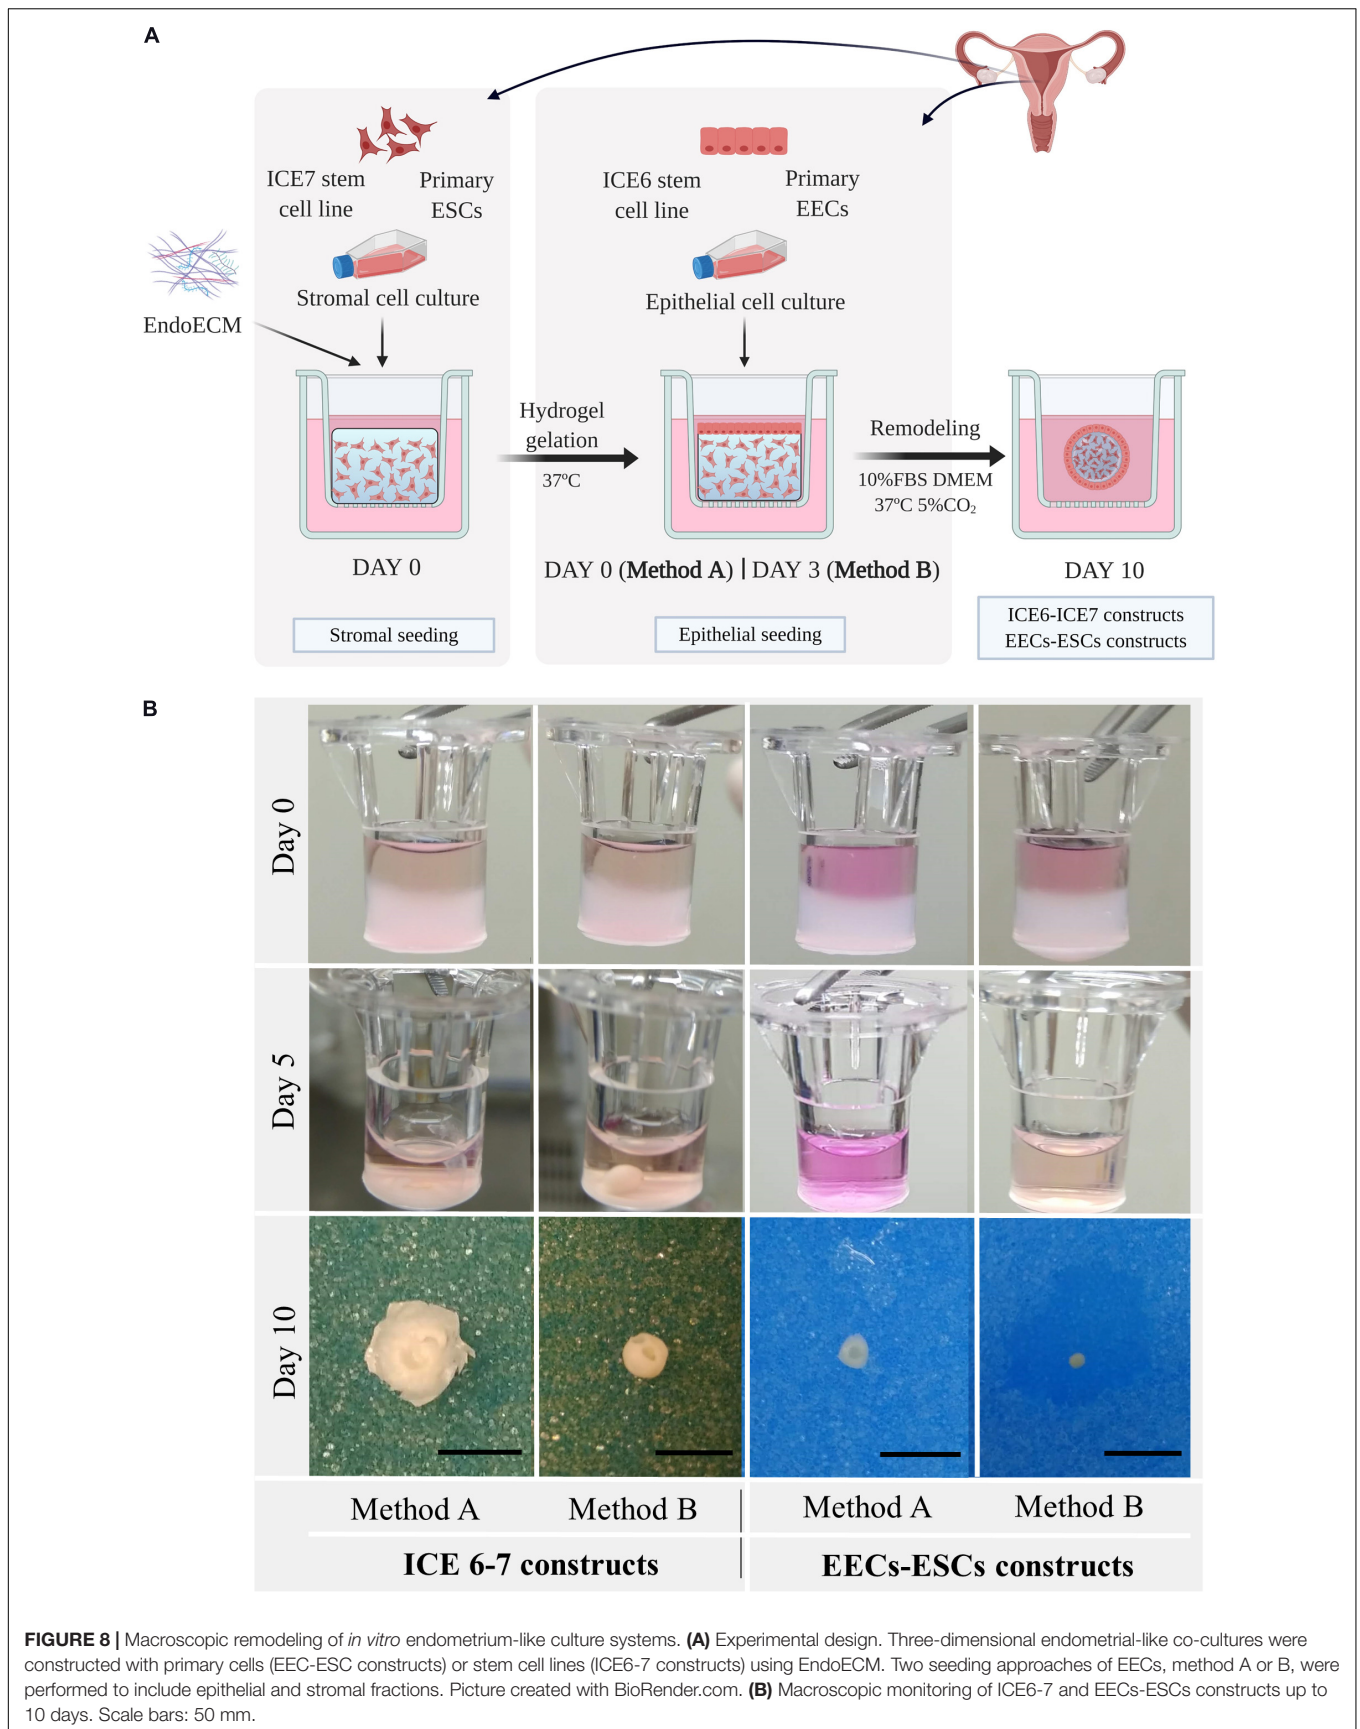 A
ICE7 stem
cell line
Primary
ESCs
ICE6 stem
cell line
Primary
EECs
EndoECM
Stromal cell culture
Epithelial cell culture
Hydrogel
gelation
37ºC
Remodeling
10%FBS DMEM
37ºC 5%CO₂
DAY 0
DAY 0 (Method A) | DAY 3 (Method B)
DAY 10
Stromal seeding
Epithelial seeding
ICE6-ICE7 constructs
EECs-ESCs constructs
B
Day 0
Day 5
Day 10
Method A
Method B
Method A
Method B
ICE 6-7 constructs
EECs-ESCs constructs
FIGURE 8 | Macroscopic remodeling of in vitro endometrium-like culture systems. (A) Experimental design. Three-dimensional endometrial-like co-cultures were
constructed with primary cells (EEC-ESC constructs) or stem cell lines (ICE6-7 constructs) using EndoECM. Two seeding approaches of EECs, method A or B, were
performed to include epithelial and stromal fractions. Picture created with BioRender.com. (B) Macroscopic monitoring of ICE6-7 and EECs-ESCs constructs up to
10 days. Scale bars: 50 mm.